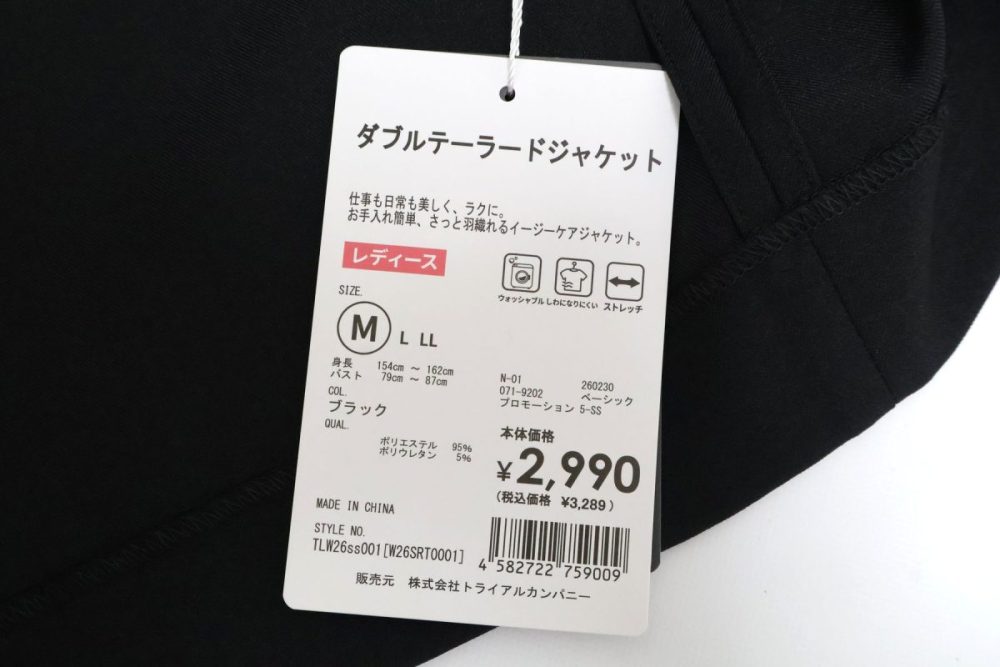 ダブルテーラードジャケット
仕事も日常も美しく、ラクに。
お手入れ簡単、さっと羽織れるイージーケアジャケット。
レディース
ウォッシャブル しわになりにくい ストレッチ
SIZE.
M L LL
身長 154cm ～ 162cm
バスト 79cm ～ 87cm
COL.
ブラック
QUAL.
ポリエステル 95%
ポリウレタン 5%
N-01 260230
071-9202 ベーシック
プロモーション 5-SS
本体価格
¥2,990
(税込価格 ¥3,289)
MADE IN CHINA
STYLE NO.
TLW26ss001[W26SRT0001]
4 582722 759009
販売元 株式会社トライアルカンパニー